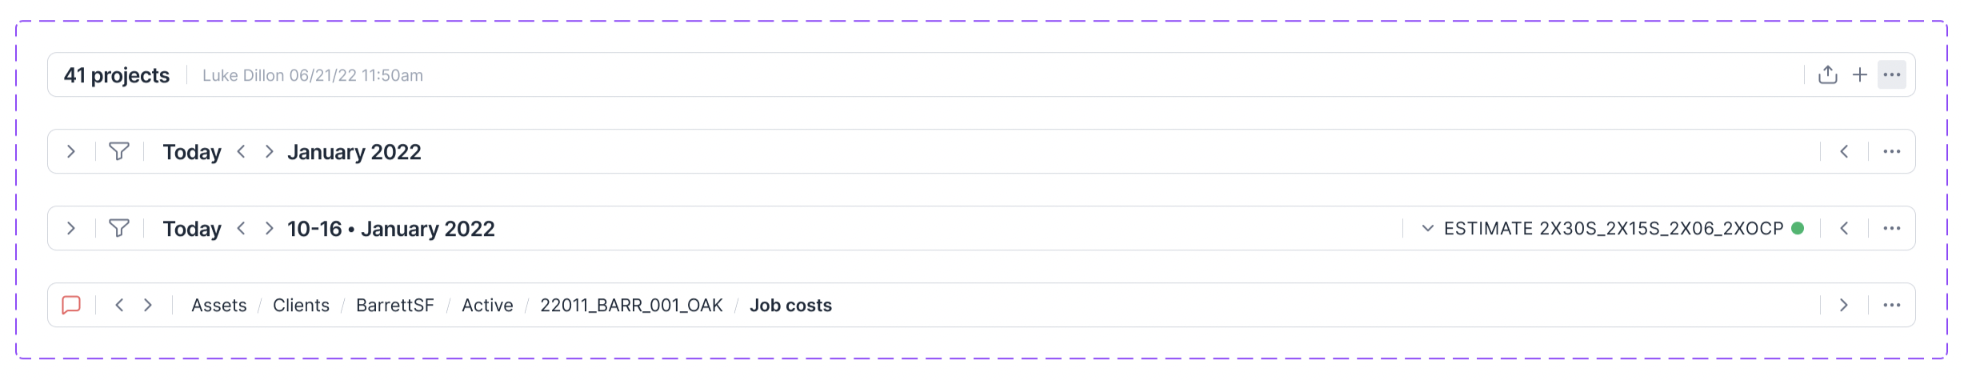 41 projects Luke Dillon 06/21/22 11:50am
Today January 2022
Today 10-16 • January 2022 ESTIMATE 2X30S_2X15S_2X06_2XOCP
Assets / Clients / BarrettSF / Active / 22011_BARR_001_OAK / Job costs